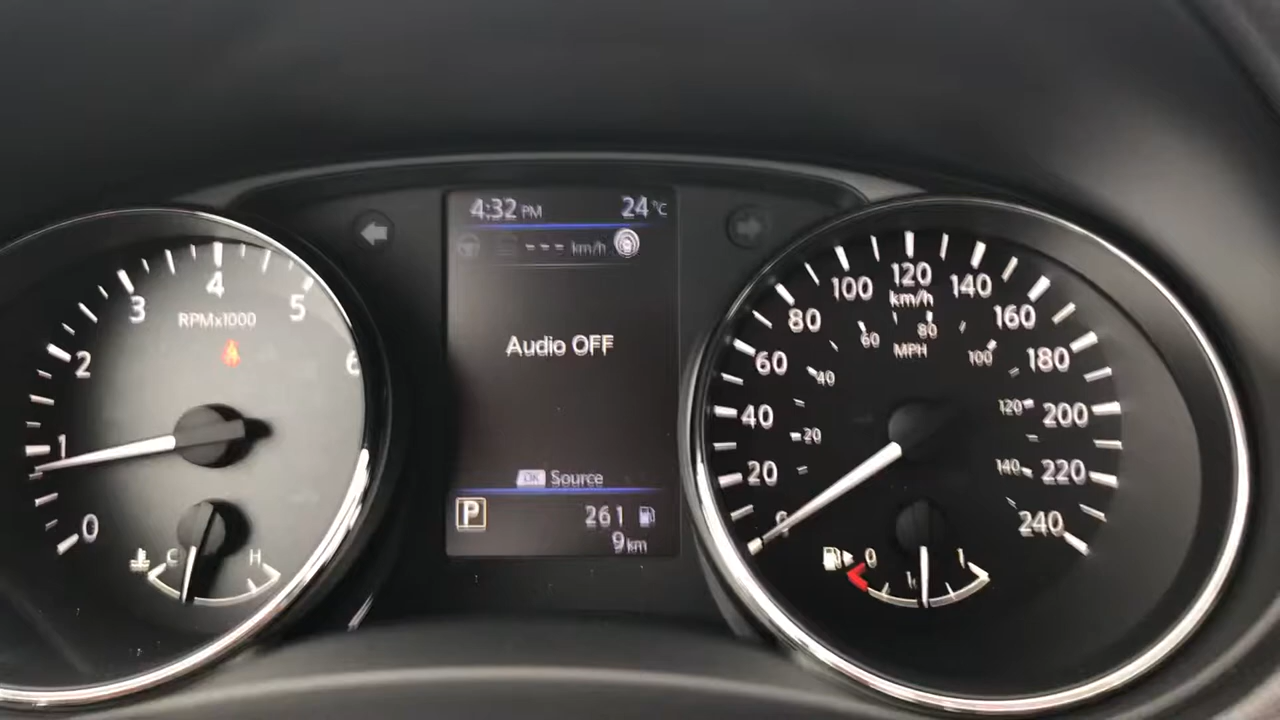 4:32 PM 24 °C
--- km/h
Audio OFF
OK Source
P 261
9 km
0
1
2
3
4
5
6
RPMx1000
C H
0
20
40
60
80
100
120
140
160
180
200
220
240
km/h
20
40
60
80
100
120
140
MPH
0 1